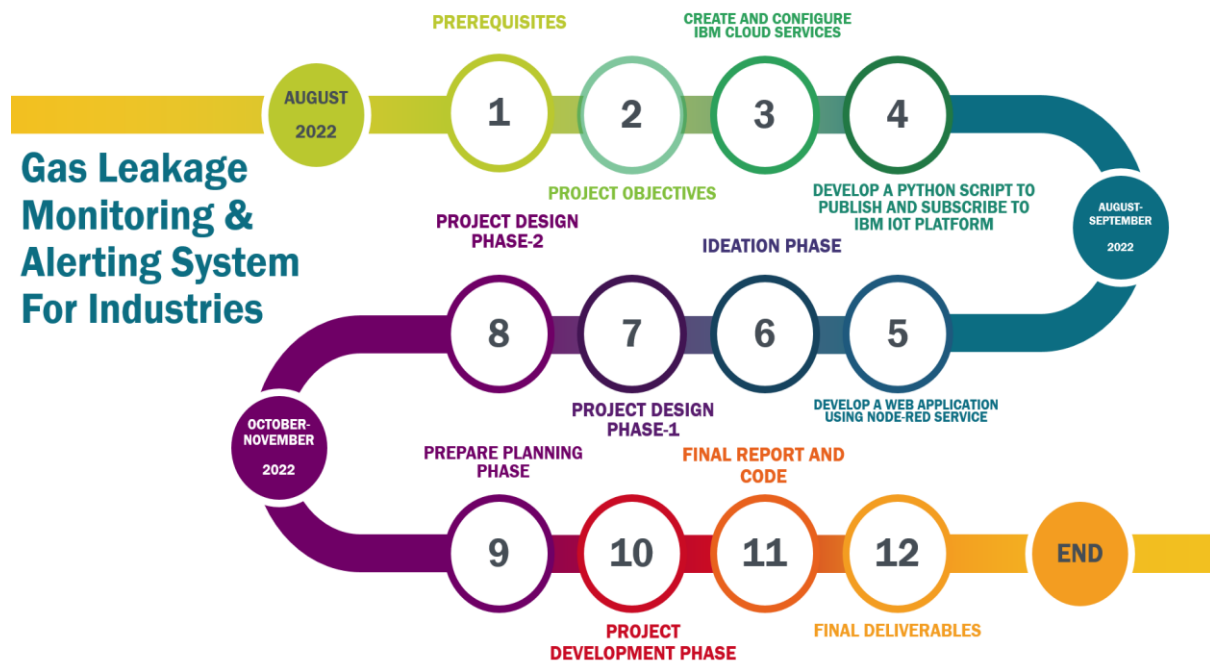 PREREQUISITES
CREATE AND CONFIGURE
IBM CLOUD SERVICES
AUGUST
2022
1
2
3
4
Gas Leakage
Monitoring &
Alerting System
For Industries
PROJECT OBJECTIVES
DEVELOP A PYTHON SCRIPT TO
PUBLISH AND SUBSCRIBE TO
IBM IOT PLATFORM
AUGUST-
SEPTEMBER
2022
PROJECT DESIGN
PHASE-2
IDEATION PHASE
8
7
6
5
PROJECT DESIGN
PHASE-1
DEVELOP A WEB APPLICATION
USING NODE-RED SERVICE
OCTOBER-
NOVEMBER
2022
PREPARE PLANNING
PHASE
FINAL REPORT AND
CODE
9
10
11
12
END
PROJECT
DEVELOPMENT PHASE
FINAL DELIVERABLES